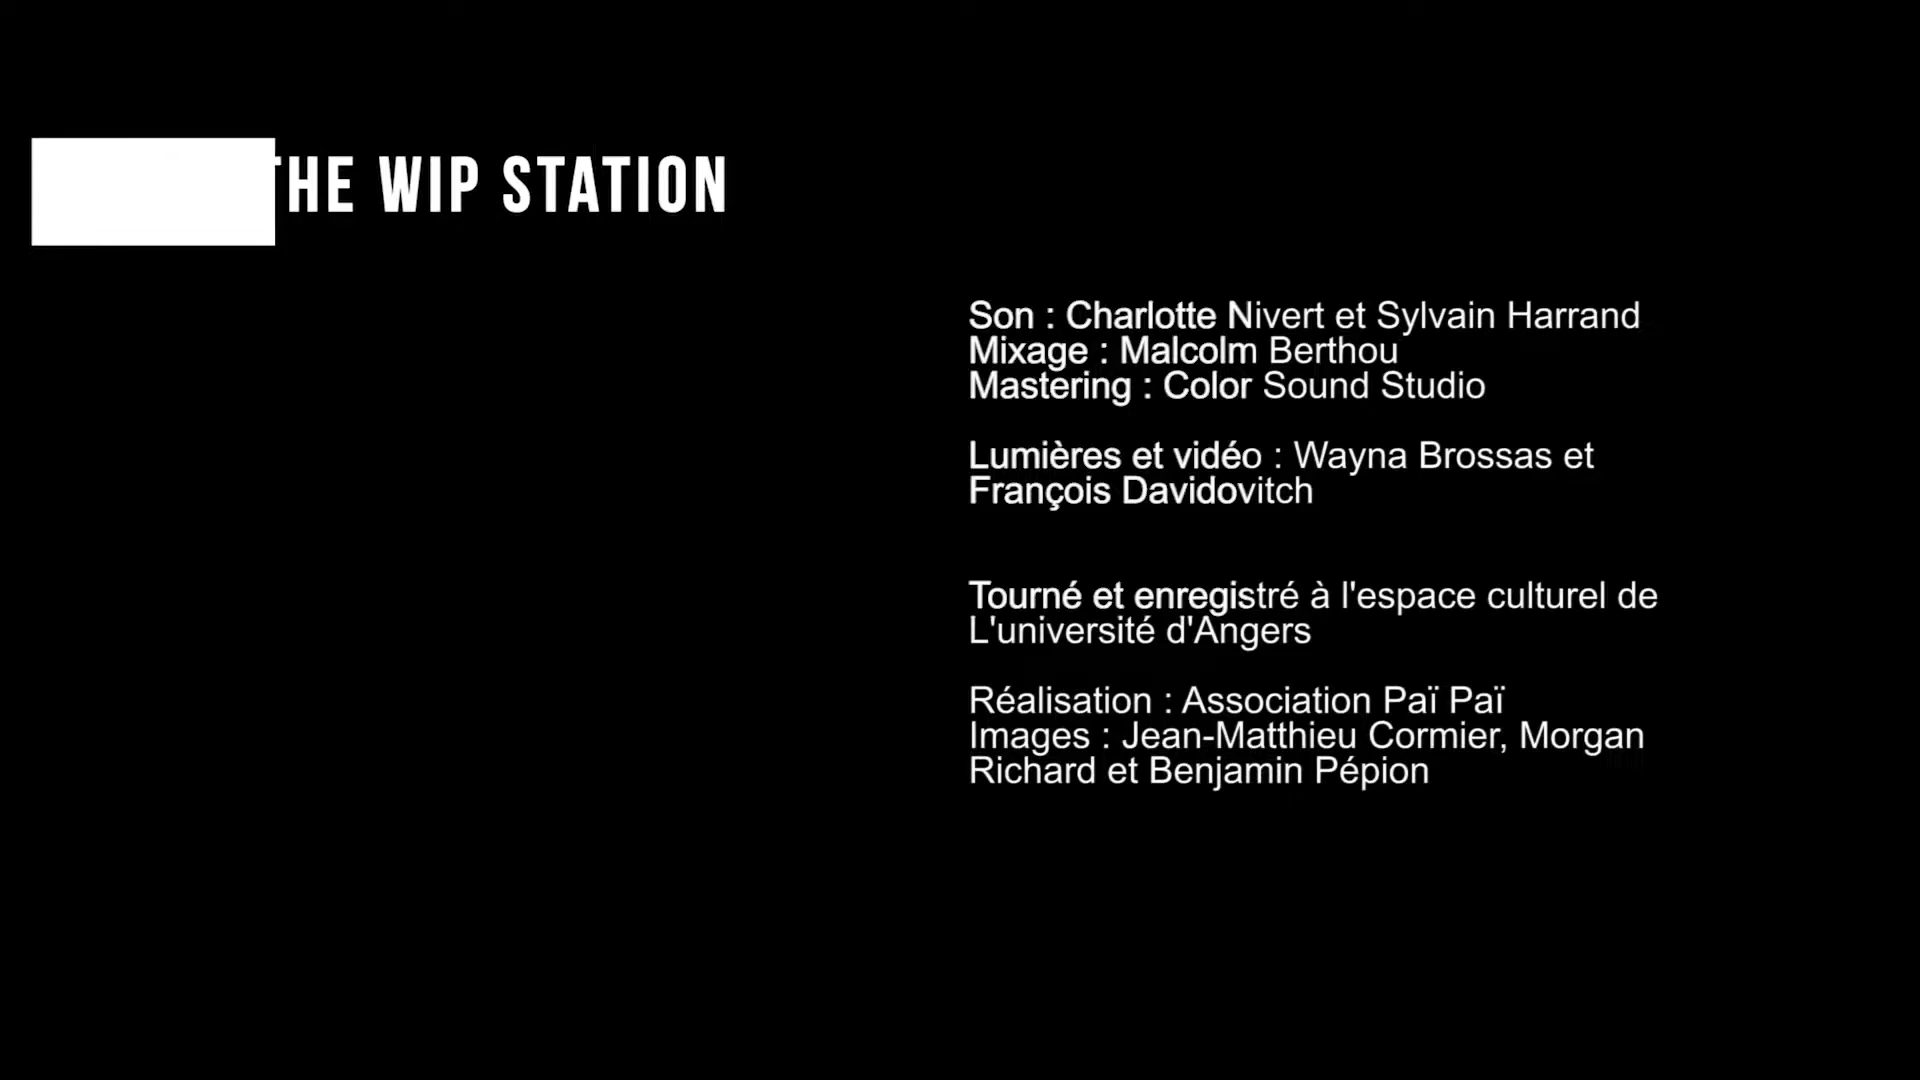 THE WIP STATION
Son : Charlotte Nivert et Sylvain Harrand
Mixage : Malcolm Berthou
Mastering : Color Sound Studio
Lumières et vidéo : Wayna Brossas et
François Davidovitch
Tourné et enregistré à l'espace culturel de
L'université d'Angers
Réalisation : Association Paï Paï
Images : Jean-Matthieu Cormier, Morgan
Richard et Benjamin Pépion